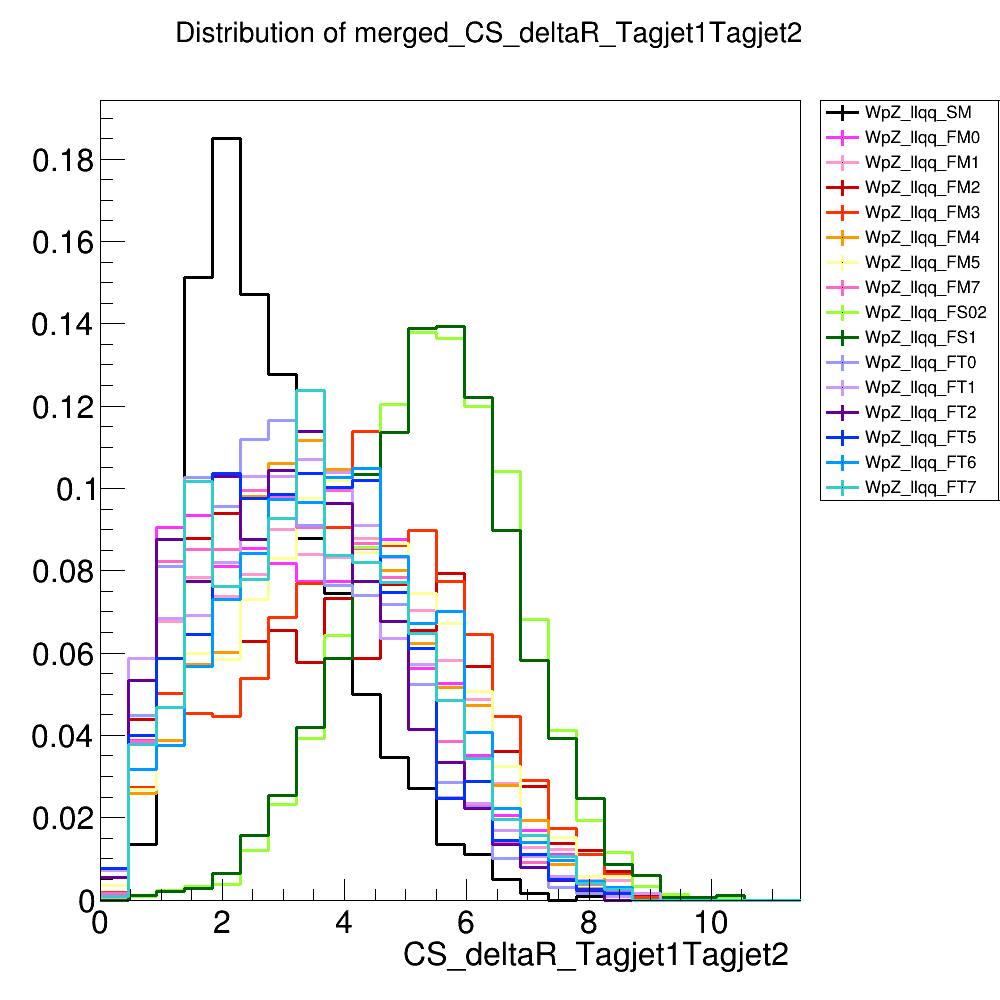 Distribution of merged_CS_deltaR_Tagjet1Tagjet2
WpZ_llqq_SM
WpZ_llqq_FM0
WpZ_llqq_FM1
WpZ_llqq_FM2
WpZ_llqq_FM3
WpZ_llqq_FM4
WpZ_llqq_FM5
WpZ_llqq_FM7
WpZ_llqq_FS02
WpZ_llqq_FS1
WpZ_llqq_FT0
WpZ_llqq_FT1
WpZ_llqq_FT2
WpZ_llqq_FT5
WpZ_llqq_FT6
WpZ_llqq_FT7
0.18
0.16
0.14
0.12
0.1
0.08
0.06
0.04
0.02
0
0 2 4 6 8 10
CS_deltaR_Tagjet1Tagjet2